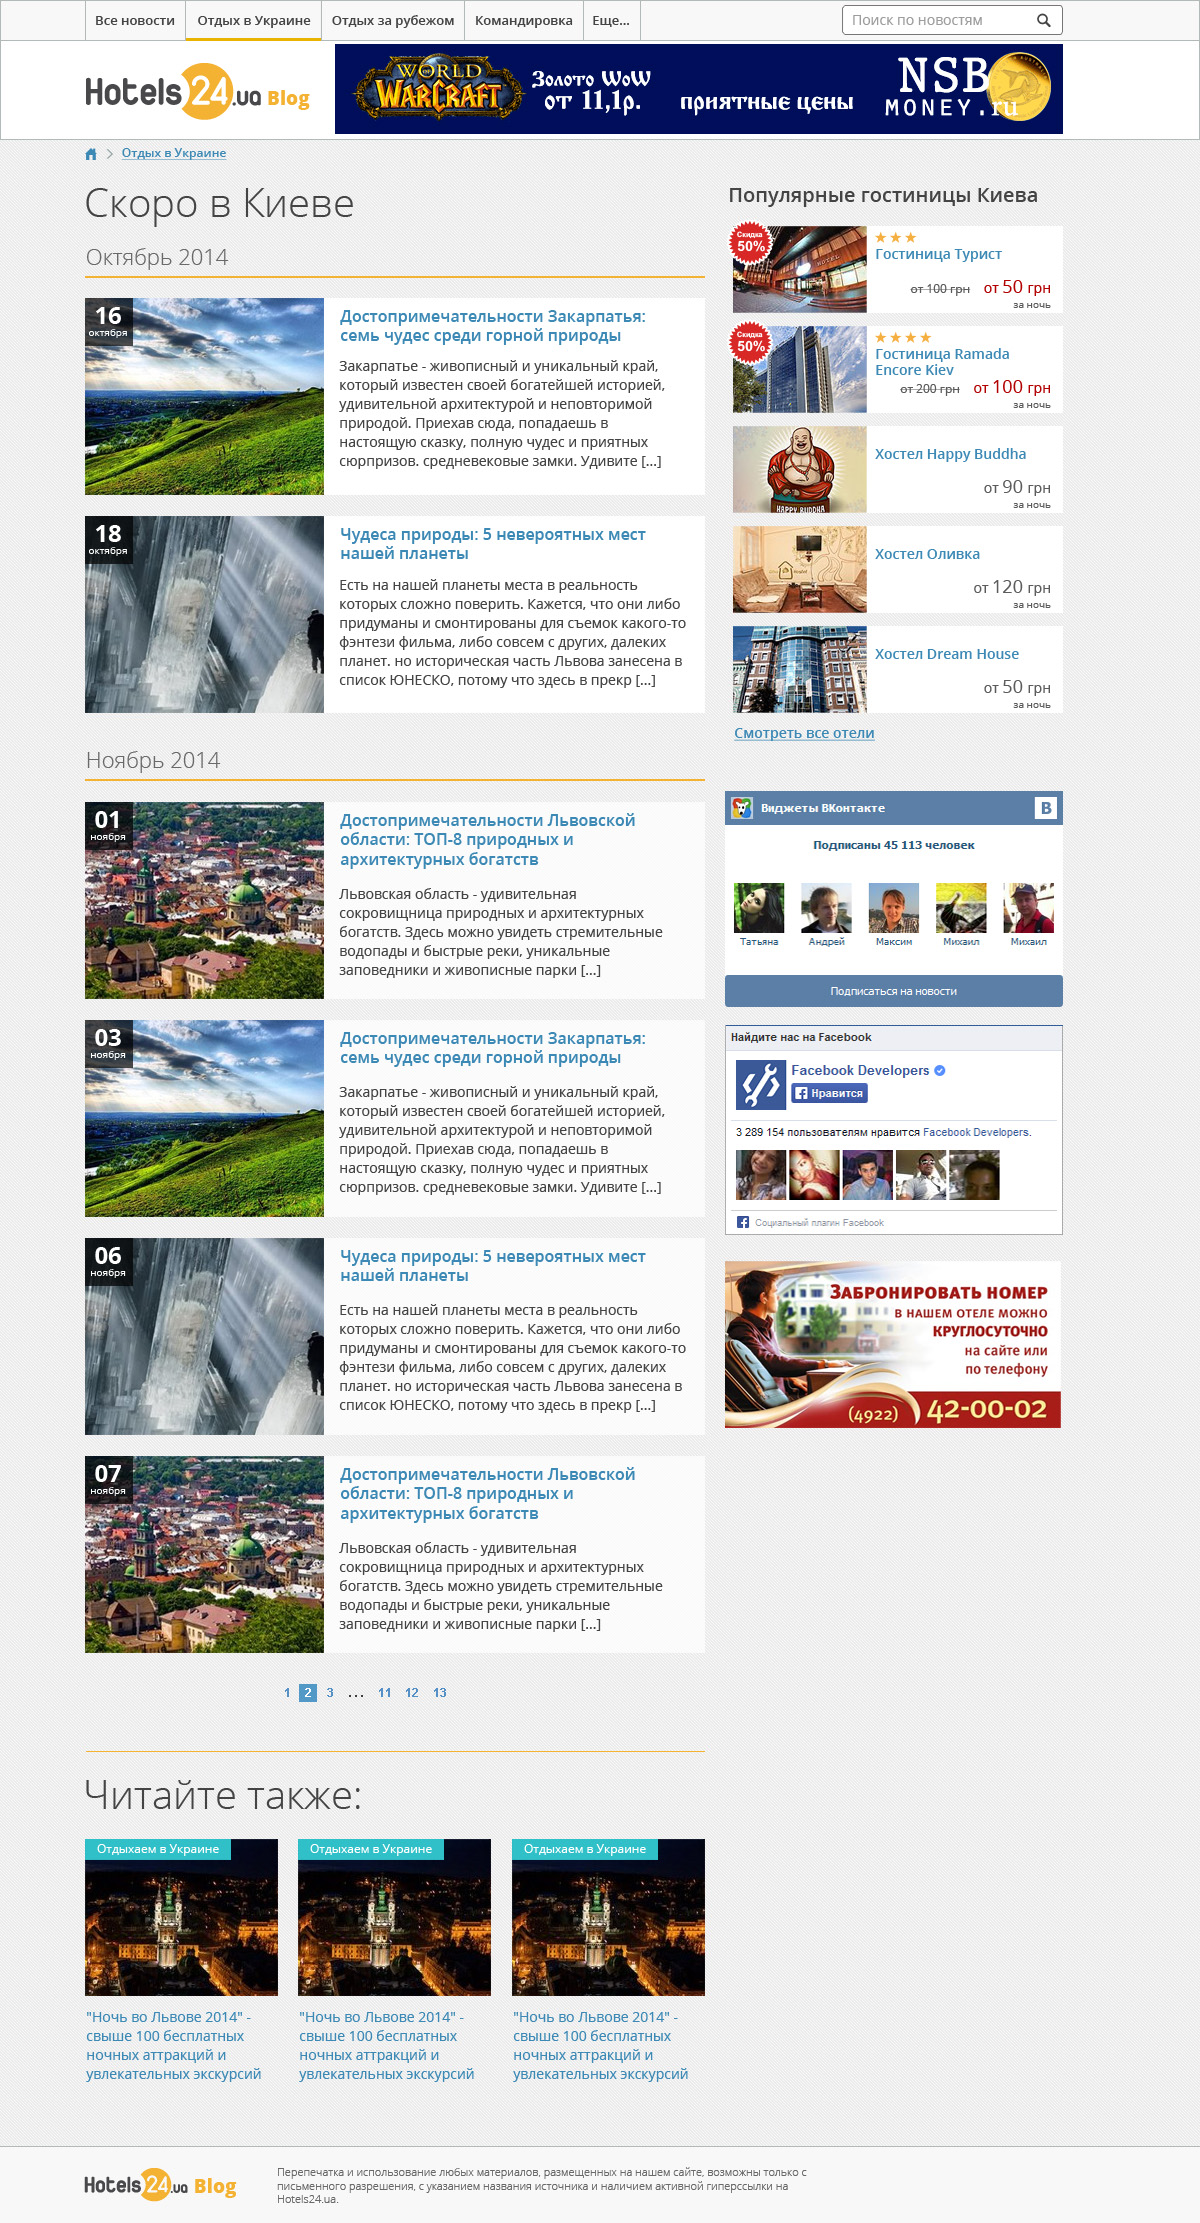 Все новости
Отдых в Украине
Отдых за рубежом
Командировка
Еще...
Поиск по новостям
Hotels24.ua Blog
WORLD
WARCRAFT
Золото WoW
от 11,1р.
приятные цены
NSB
MONEY.ru
Отдых в Украине
Скоро в Киеве
Октябрь 2014
16
октября
Достопримечательности Закарпатья:
семь чудес среди горной природы
Закарпатье - живописный и уникальный край,
который известен своей богатейшей историей,
удивительной архитектурой и неповторимой
природой. Приехав сюда, попадаешь в
настоящую сказку, полную чудес и приятных
сюрпризов. средневековые замки. Удивите [...]
18
октября
Чудеса природы: 5 невероятных мест
нашей планеты
Есть на нашей планеты места в реальность
которых сложно поверить. Кажется, что они либо
придуманы и смонтированы для съемок какого-то
фэнтези фильма, либо совсем с других, далеких
планет. но историческая часть Львова занесена в
список ЮНЕСКО, потому что здесь в прекр [...]
Ноябрь 2014
01
ноября
Достопримечательности Львовской
области: ТОП-8 природных и
архитектурных богатств
Львовская область - удивительная
сокровищница природных и архитектурных
богатств. Здесь можно увидеть стремительные
водопады и быстрые реки, уникальные
заповедники и живописные парки [...]
03
ноября
Достопримечательности Закарпатья:
семь чудес среди горной природы
Закарпатье - живописный и уникальный край,
который известен своей богатейшей историей,
удивительной архитектурой и неповторимой
природой. Приехав сюда, попадаешь в
настоящую сказку, полную чудес и приятных
сюрпризов. средневековые замки. Удивите [...]
06
ноября
Чудеса природы: 5 невероятных мест
нашей планеты
Есть на нашей планеты места в реальность
которых сложно поверить. Кажется, что они либо
придуманы и смонтированы для съемок какого-то
фэнтези фильма, либо совсем с других, далеких
планет. но историческая часть Львова занесена в
список ЮНЕСКО, потому что здесь в прекр [...]
07
ноября
Достопримечательности Львовской
области: ТОП-8 природных и
архитектурных богатств
Львовская область - удивительная
сокровищница природных и архитектурных
богатств. Здесь можно увидеть стремительные
водопады и быстрые реки, уникальные
заповедники и живописные парки [...]
1 2 3 ... 11 12 13
Популярные гостиницы Киева
Скидка
50%
HOTEL
Гостиница Турист
от 100 грн от 50 грн
за ночь
Скидка
50%
Гостиница Ramada
Encore Kiev
от 200 грн от 100 грн
за ночь
HAPPY BUDDHA
Хостел Happy Buddha
от 90 грн
за ночь
Хостел Оливка
от 120 грн
за ночь
Хостел Dream House
от 50 грн
за ночь
Смотреть все отели
Виджеты ВКонтакте
В
Подписаны 45 113 человек
Татьяна
Андрей
Максим
Михаил
Михаил
Подписаться на новости
Найдите нас на Facebook
Facebook Developers
Нравится
3 289 154 пользователям нравится Facebook Developers.
Социальный плагин Facebook
ЗАБРОНИРОВАТЬ НОМЕР
В НАШЕМ ОТЕЛЕ МОЖНО
КРУГЛОСУТОЧНО
на сайте или
по телефону
(4922) 42-00-02
Читайте также:
Отдыхаем в Украине
"Ночь во Львове 2014" -
свыше 100 бесплатных
ночных аттракций и
увлекательных экскурсий
Отдыхаем в Украине
"Ночь во Львове 2014" -
свыше 100 бесплатных
ночных аттракций и
увлекательных экскурсий
Отдыхаем в Украине
"Ночь во Львове 2014" -
свыше 100 бесплатных
ночных аттракций и
увлекательных экскурсий
Hotels24.ua Blog
Перепечатка и использование любых материалов, размещенных на нашем сайте, возможны только с
письменного разрешения, с указанием названия источника и наличием активной гиперссылки на
Hotels24.ua.